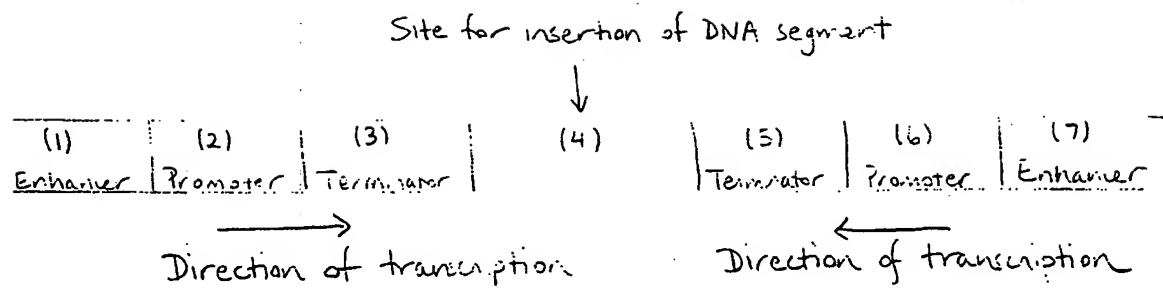 Site for insertion of DNA segment
(1) (2) (3) (4) (5) (6) (7)
Enhancer Promoter Terminator Terminator Promoter Enhancer
Direction of transcription Direction of transcription